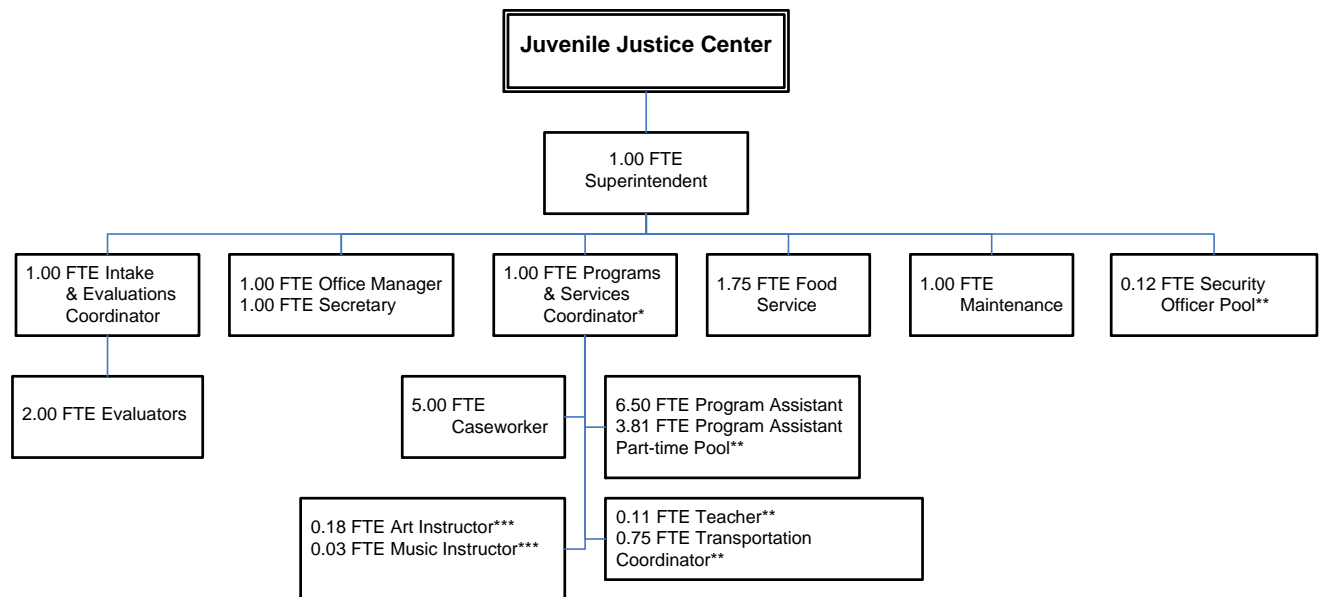 Juvenile Justice Center
1.00 FTE
Superintendent
1.00 FTE Intake
& Evaluations
Coordinator
1.00 FTE Office Manager
1.00 FTE Secretary
1.00 FTE Programs
& Services
Coordinator*
1.75 FTE Food
Service
1.00 FTE
Maintenance
0.12 FTE Security
Officer Pool**
2.00 FTE Evaluators
5.00 FTE
Caseworker
6.50 FTE Program Assistant
3.81 FTE Program Assistant
Part-time Pool**
0.18 FTE Art Instructor***
0.03 FTE Music Instructor***
0.11 FTE Teacher**
0.75 FTE Transportation
Coordinator**